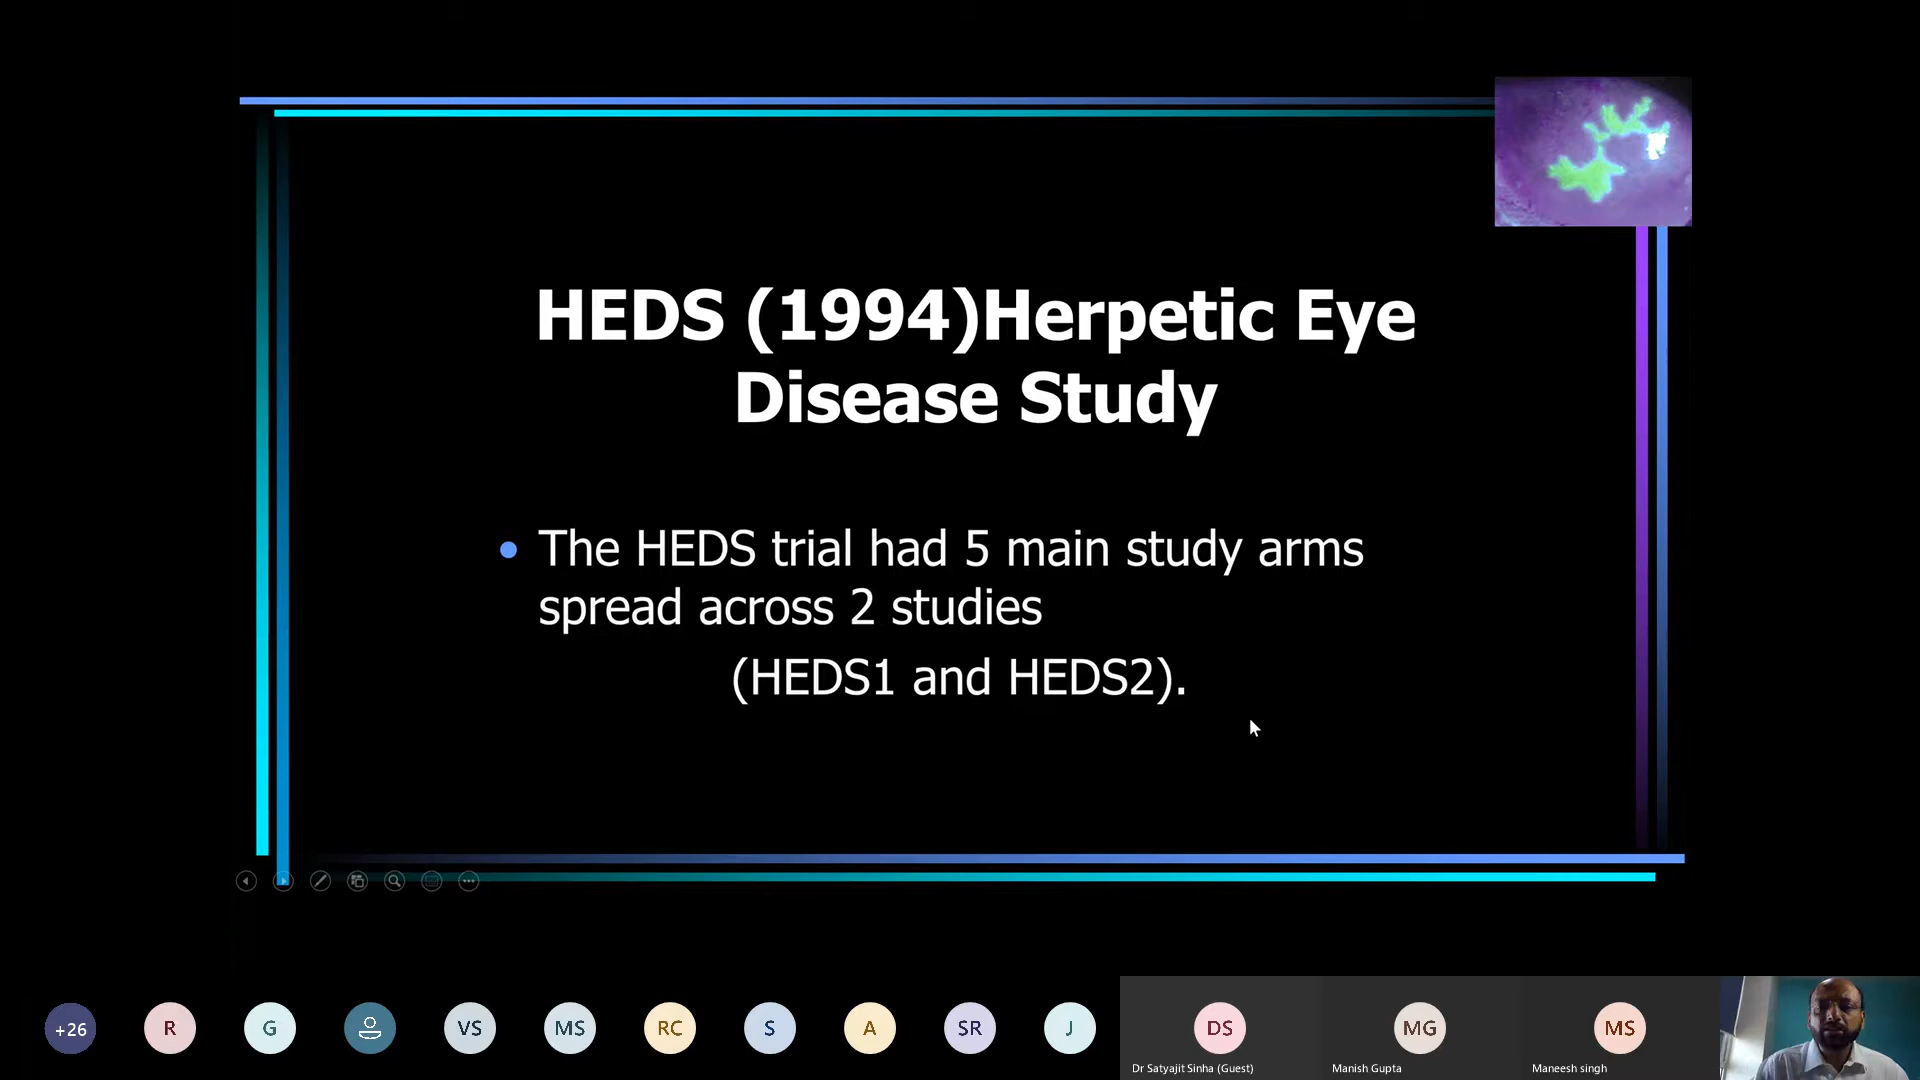 HEDS (1994)Herpetic Eye
Disease Study
The HEDS trial had 5 main study arms
spread across 2 studies
(HEDS1 and HEDS2).
+26
R
G
VS
MS
RC
S
A
SR
J
DS
MG
MS
Dr Satyajit Sinha (Guest)
Manish Gupta
Maneesh singh